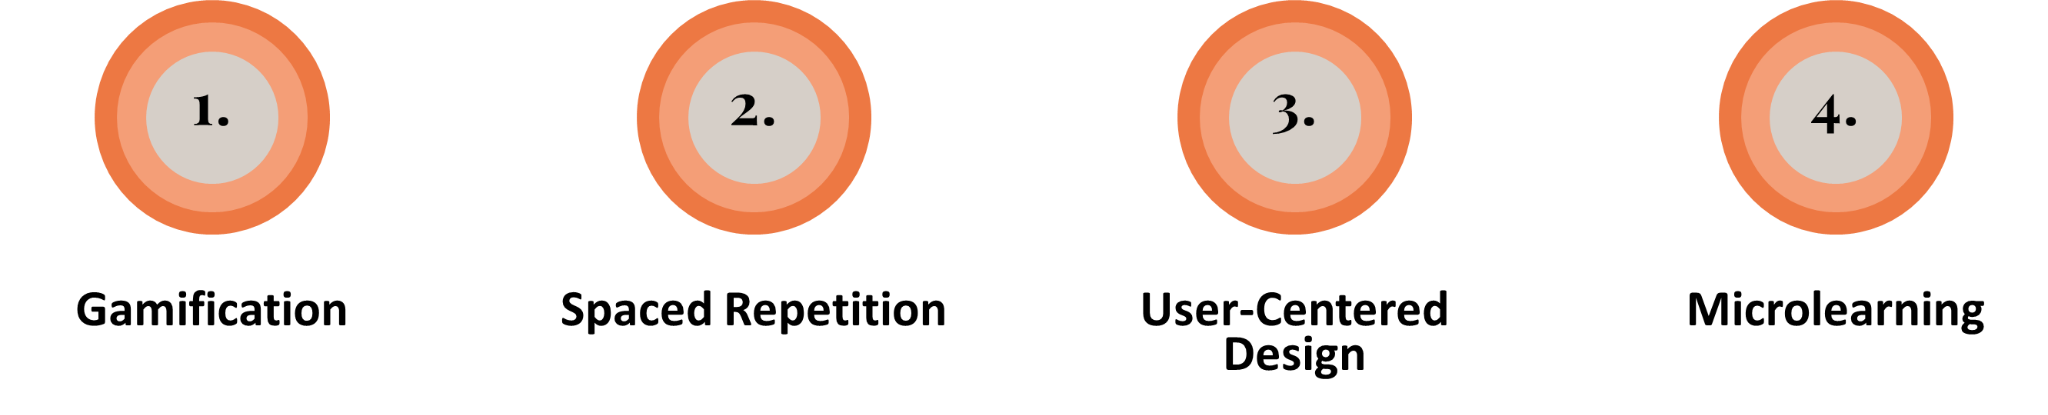 1.
2.
3.
4.
Gamification
Spaced Repetition
User-Centered
Design
Microlearning